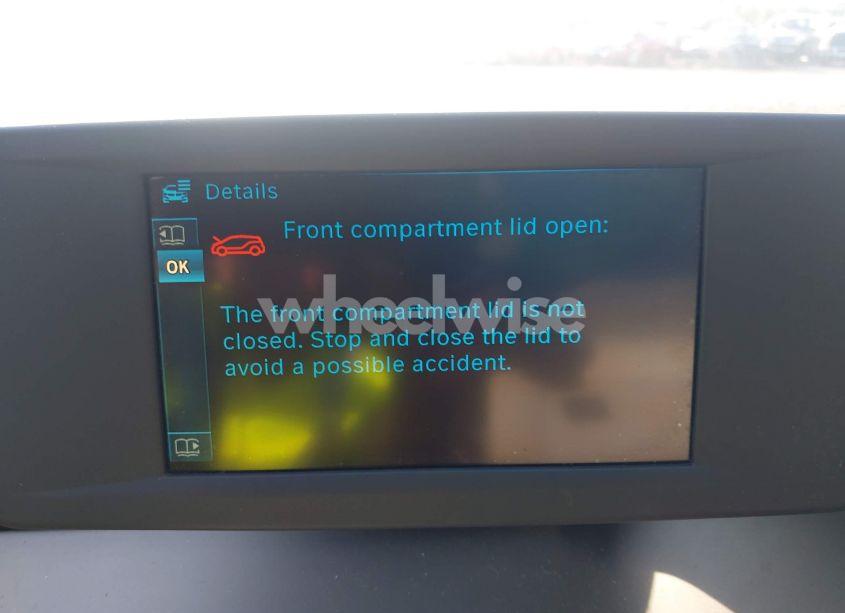 Details
Front compartment lid open:
OK
wheelwise
The front compartment lid is not
closed. Stop and close the lid to
avoid a possible accident.